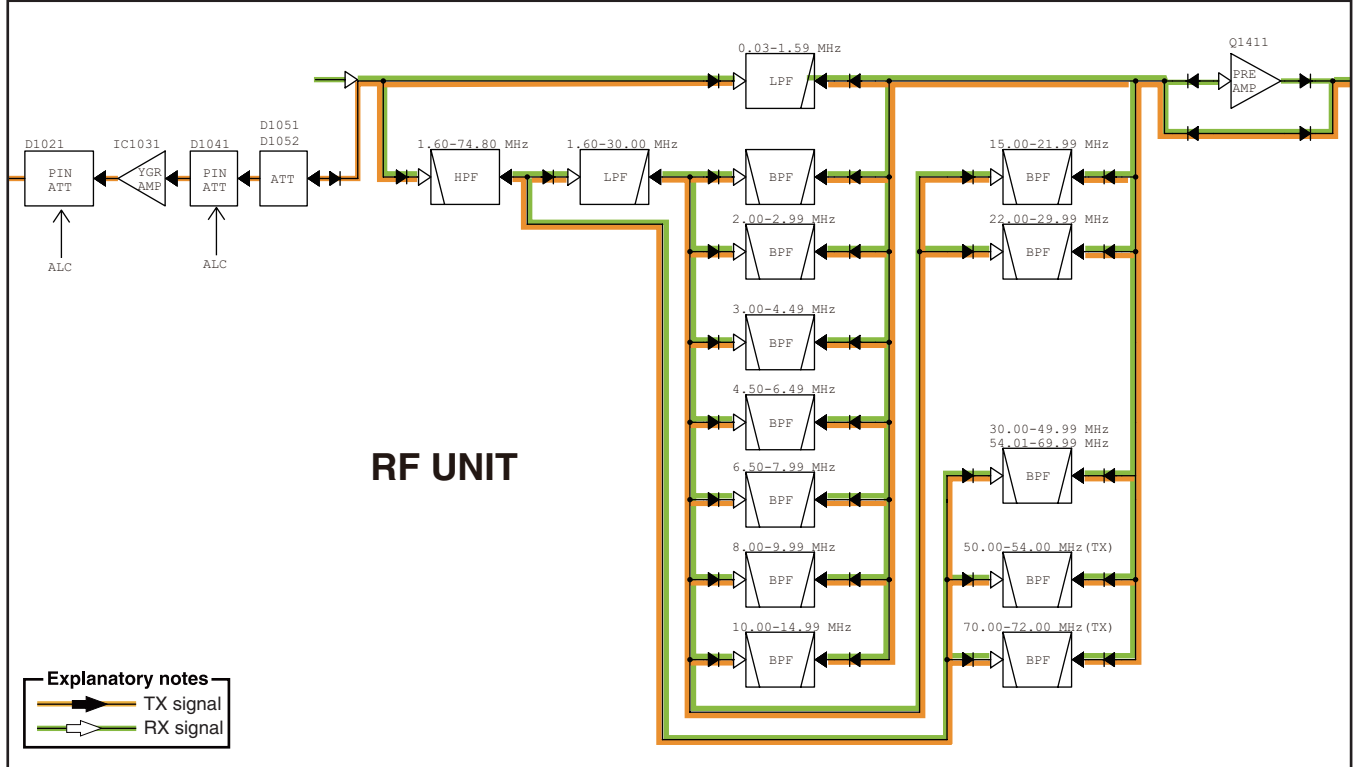 0.03-1.59 MHz
LPF
Q1411
PRE
AMP
D1021
PIN
ATT
ALC
IC1031
YGR
AMP
D1041
PIN
ATT
ALC
D1051
D1052
ATT
1.60-74.80 MHz
HPF
1.60-30.00 MHz
LPF
BPF
2.00-2.99 MHz
BPF
3.00-4.49 MHz
BPF
4.50-6.49 MHz
BPF
6.50-7.99 MHz
BPF
8.00-9.99 MHz
BPF
10.00-14.99 MHz
BPF
15.00-21.99 MHz
BPF
22.00-29.99 MHz
BPF
30.00-49.99 MHz
54.01-69.99 MHz
BPF
50.00-54.00 MHz(TX)
BPF
70.00-72.00 MHz(TX)
BPF
RF UNIT
Explanatory notes
TX signal
RX signal